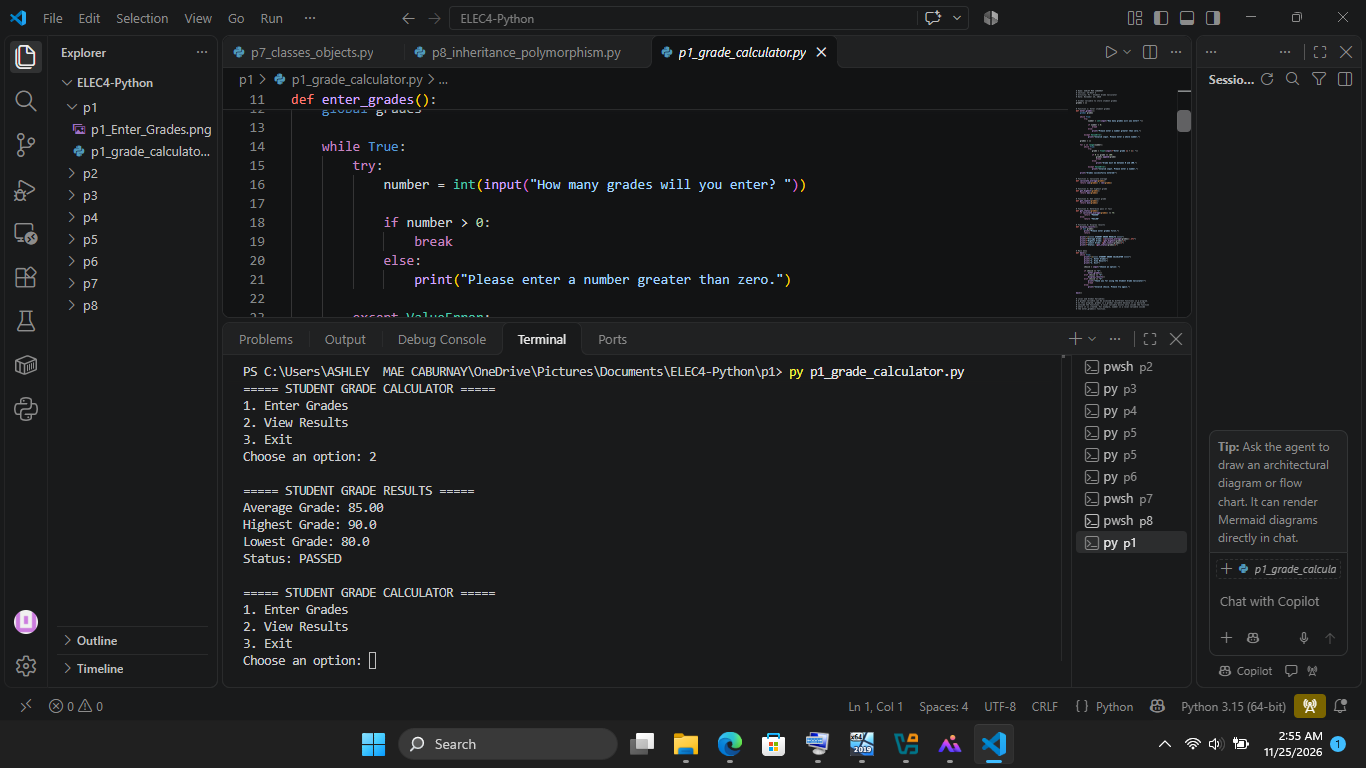 File Edit Selection View Go Run ···
ELEC4-Python
Explorer
ELEC4-Python
p1
p1_Enter_Grades.png
p1_grade_calculato...
p2
p3
p4
p5
p6
p7
p8
Outline
Timeline
p7_classes_objects.py
p8_inheritance_polymorphism.py
p1_grade_calculator.py
p1 > p1_grade_calculator.py > ...
11 def enter_grades():
12 global grades
13
14 while True:
15 try:
16 number = int(input("How many grades will you enter? "))
17
18 if number > 0:
19 break
20 else:
21 print("Please enter a number greater than zero.")
22
23 except ValueError:
Problems Output Debug Console Terminal Ports
PS C:\Users\ASHLEY  MAE CABURNAY\OneDrive\Pictures\Documents\ELEC4-Python\p1> py p1_grade_calculator.py
===== STUDENT GRADE CALCULATOR =====
1. Enter Grades
2. View Results
3. Exit
Choose an option: 2
===== STUDENT GRADE RESULTS =====
Average Grade: 85.00
Highest Grade: 90.0
Lowest Grade: 80.0
Status: PASSED
===== STUDENT GRADE CALCULATOR =====
1. Enter Grades
2. View Results
3. Exit
Choose an option:
pwsh p2
py p3
py p4
py p5
py p5
py p6
pwsh p7
pwsh p8
py p1
Sessio...
Tip: Ask the agent to
draw an architectural
diagram or flow
chart. It can render
Mermaid diagrams
directly in chat.
p1_grade_calcula
Chat with Copilot
Copilot
0 0
Ln 1, Col 1 Spaces: 4 UTF-8 CRLF { } Python Python 3.15 (64-bit)
Search
x64
2019
2:55 AM
11/25/2026
1